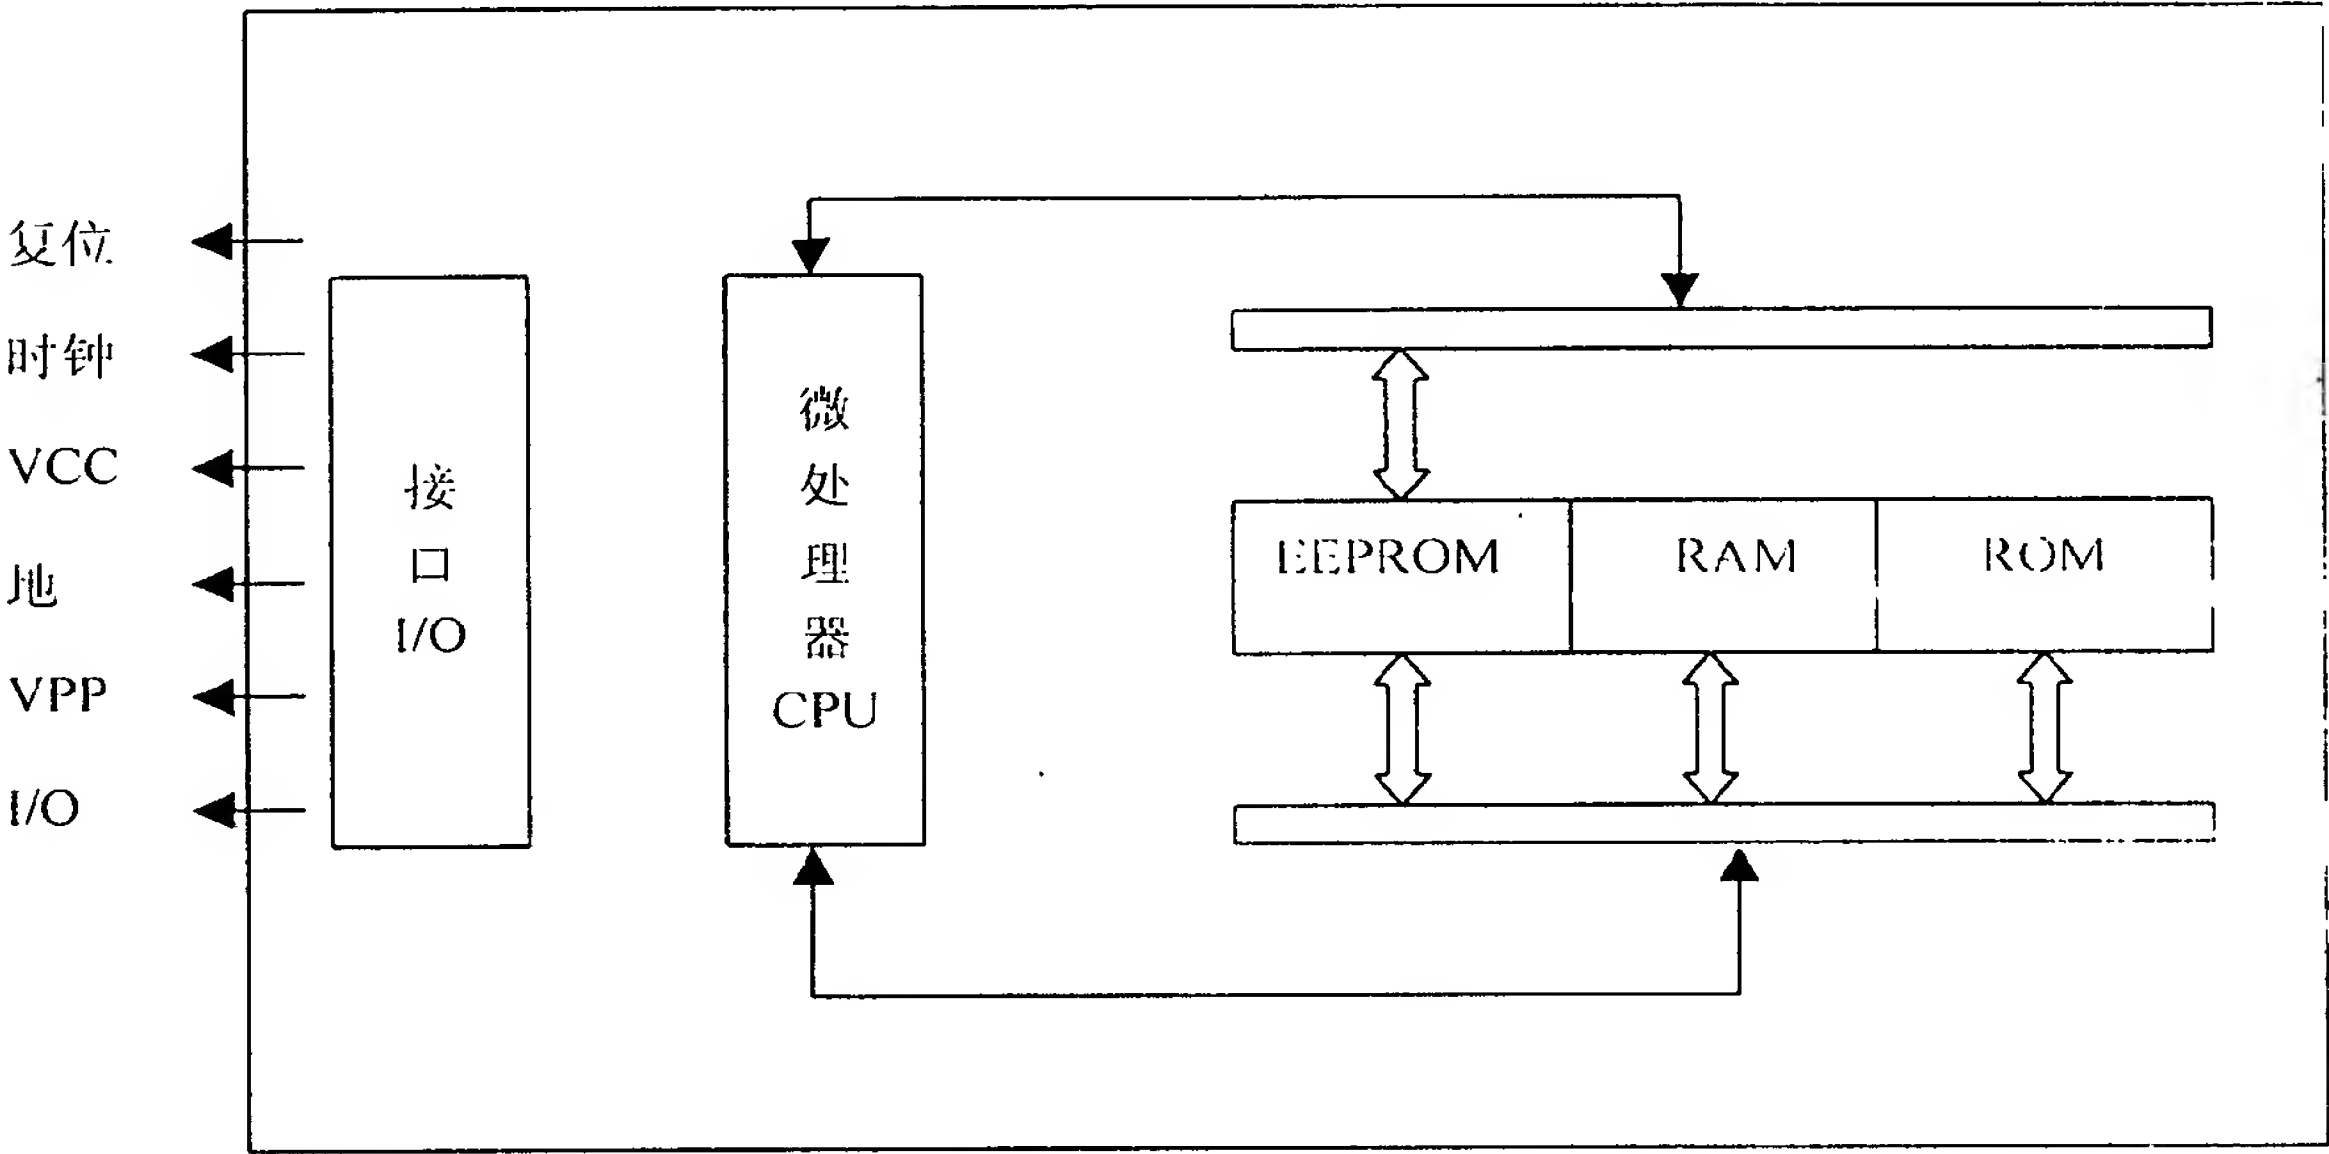 复位
时钟
VCC
地
VPP
I/O
接
口
I/O
微
处
理
器
CPU
EEPROM
RAM
ROM